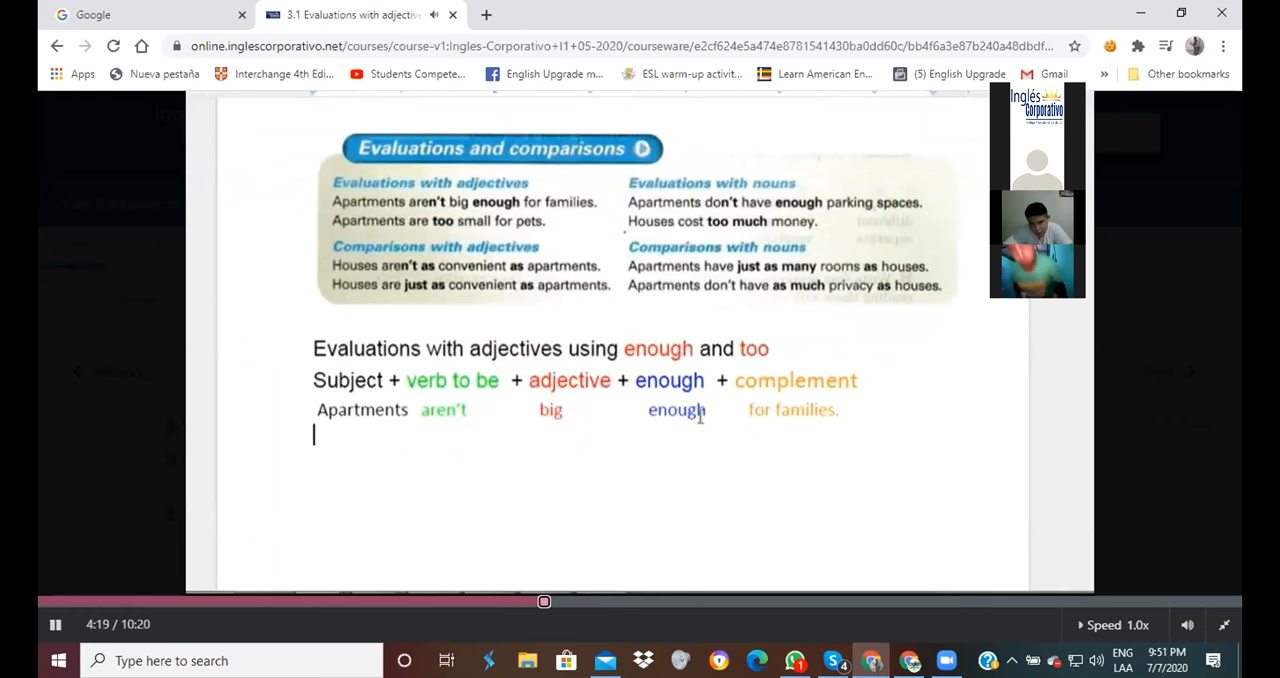 Google
3.1 Evaluations with adjective
online.inglescorporativo.net/courses/course-v1:Ingles-Corporativo+I1+05-2020/courseware/e2cf624e5a474e8781541430ba0dd60c/bb4f6a3e87b240a48dbdf...
Apps
Nueva pestaña
Interchange 4th Edi...
Students Compete...
English Upgrade m...
ESL warm-up activit...
Learn American En...
(5) English Upgrade
Gmail
»
Other bookmarks
Inglés
Corporativo
Evaluations and comparisons
Evaluations with adjectives
Apartments aren't big enough for families.
Apartments are too small for pets.
Comparisons with adjectives
Houses aren't as convenient as apartments.
Houses are just as convenient as apartments.
Evaluations with nouns
Apartments don't have enough parking spaces.
Houses cost too much money.
Comparisons with nouns
Apartments have just as many rooms as houses.
Apartments don't have as much privacy as houses.
Evaluations with adjectives using enough and too
Subject + verb to be + adjective + enough + complement
Apartments aren't big enough for families.
4:19 / 10:20
Speed 1.0x
Type here to search
1
4
ENG
LAA
9:51 PM
7/7/2020